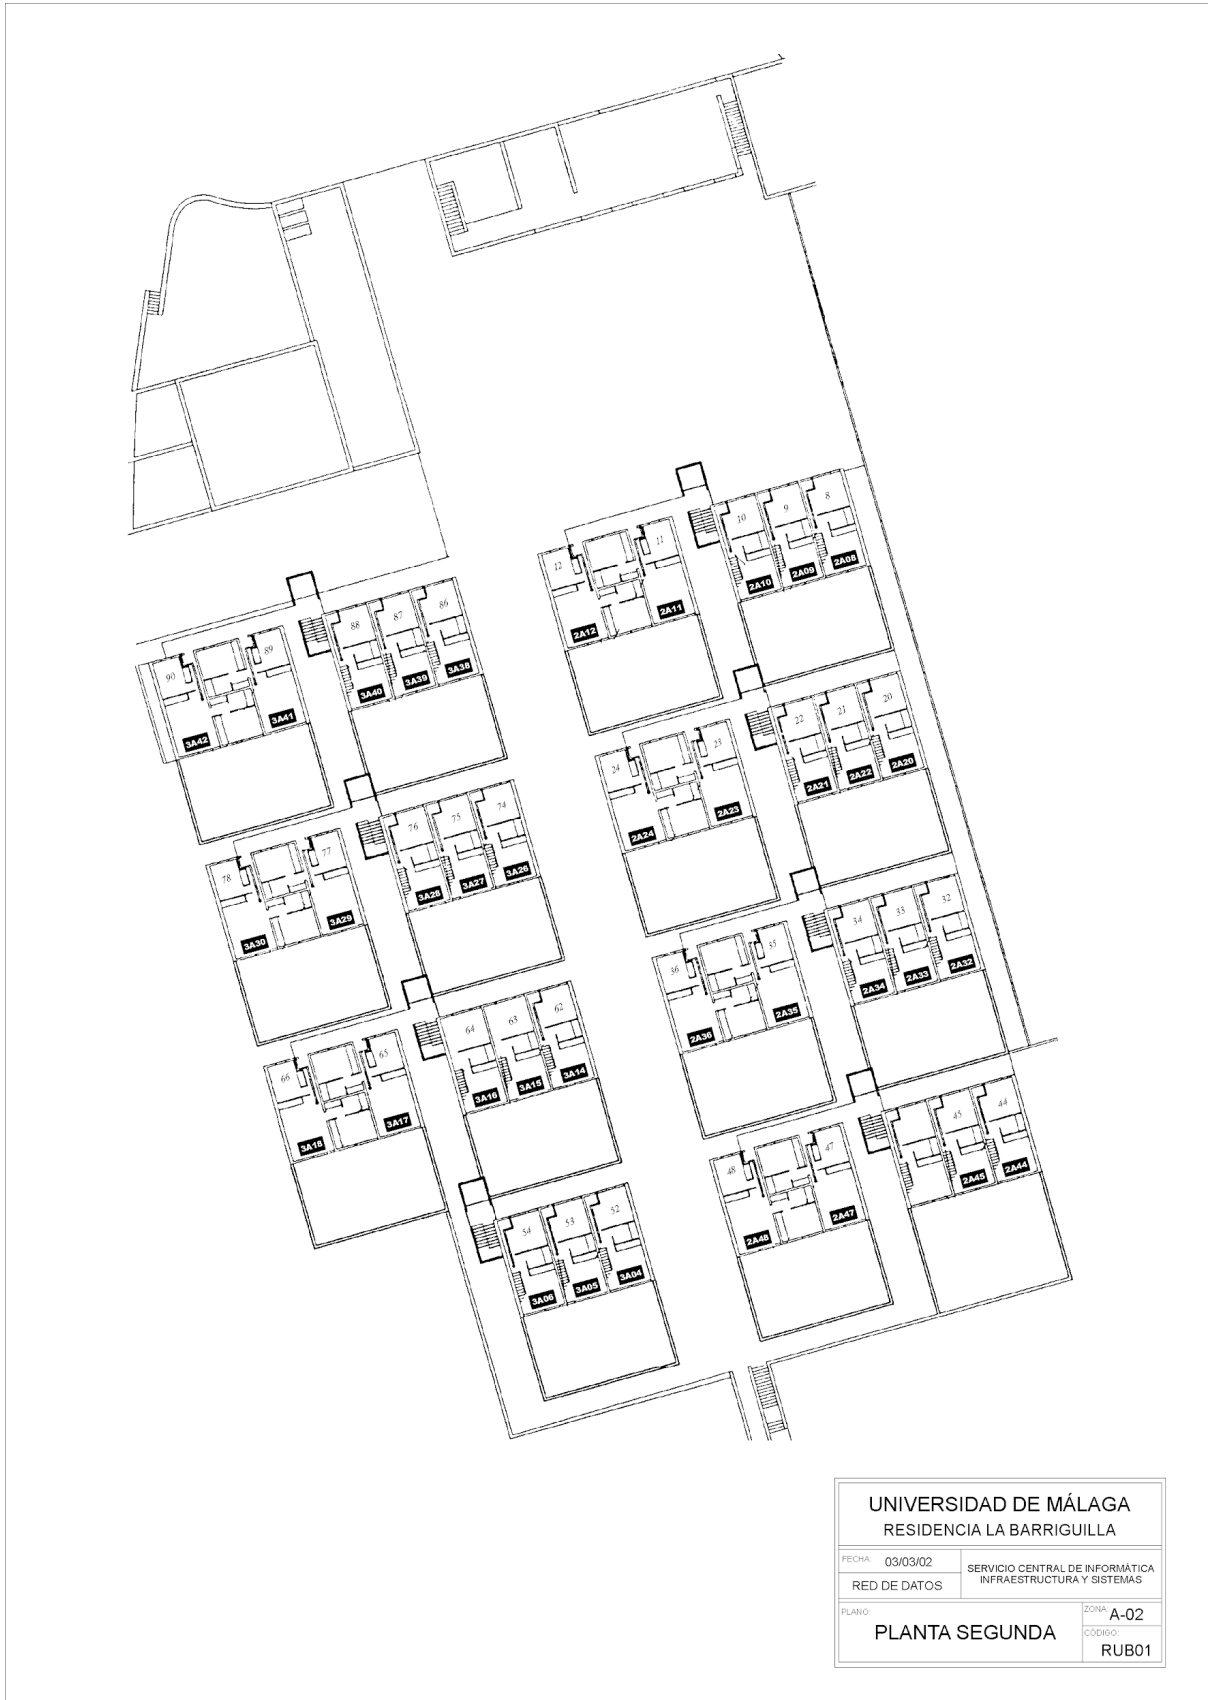 8
9
10
11
12
2A08
2A09
2A10
2A11
2A12
86
87
88
89
90
3A38
3A39
3A40
3A41
3A42
20
21
22
23
24
2A20
2A22
2A21
2A23
2A24
74
75
76
77
78
3A26
3A27
3A28
3A29
3A30
32
33
34
35
36
2A32
2A33
2A34
2A35
2A36
62
63
64
65
66
3A14
3A15
3A16
3A17
3A18
44
45
47
48
2A44
2A45
2A47
2A48
52
53
54
3A04
3A05
3A06
UNIVERSIDAD DE MÁLAGA
RESIDENCIA LA BARRIGUILLA
FECHA: 03/03/02
RED DE DATOS
SERVICIO CENTRAL DE INFORMÁTICA
INFRAESTRUCTURA Y SISTEMAS
PLANO:
PLANTA SEGUNDA
ZONA: A-02
CÓDIGO:
RUB01